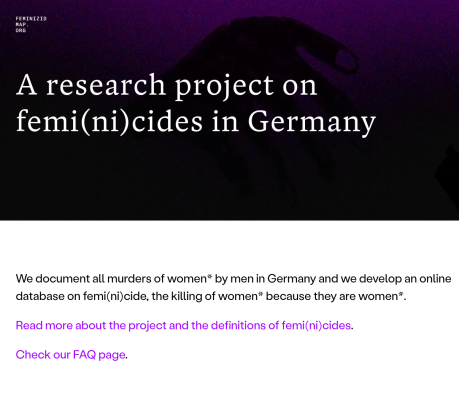 FEMINIZID
MAP.
ORG
A research project on
femi(ni)cides in Germany
We document all murders of women* by men in Germany and we develop an online
database on femi(ni)cide, the killing of women* because they are women*.
Read more about the project and the definitions of femi(ni)cides.
Check our FAQ page.